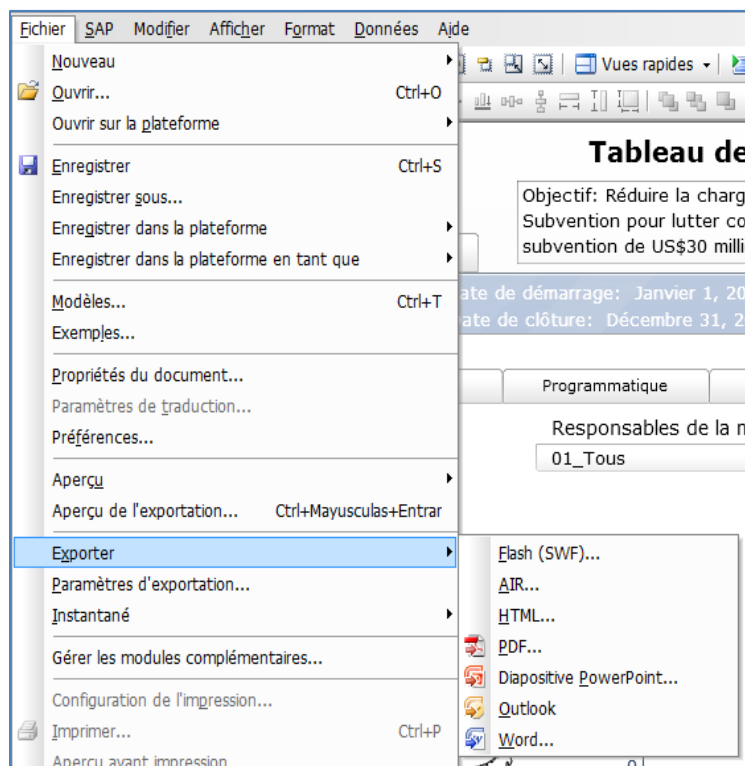 Fichier SAP Modifier Afficher Format Données Aide
Nouveau
Vues rapides
Ouvrir... Ctrl+O
Ouvrir sur la plateforme
Tableau de
Enregistrer Ctrl+S
Enregistrer sous...
Enregistrer dans la plateforme
Enregistrer dans la plateforme en tant que
Objectif: Réduire la charg
Subvention pour lutter co
subvention de US$30 milli
Modèles... Ctrl+T
Exemples...
ate de démarrage: Janvier 1, 20
ate de clôture: Décembre 31, 2
Propriétés du document...
Paramètres de traduction...
Préférences...
Programmatique
Responsables de la m
01_Tous
Aperçu
Aperçu de l'exportation... Ctrl+Mayusculas+Entrar
Exporter
Paramètres d'exportation...
Instantané
Gérer les modules complémentaires...
Configuration de l'impression...
Imprimer... Ctrl+P
Aperçu avant impression
Flash (SWF)...
AIR...
HTML...
PDF...
Diapositive PowerPoint...
Outlook
Word...
0